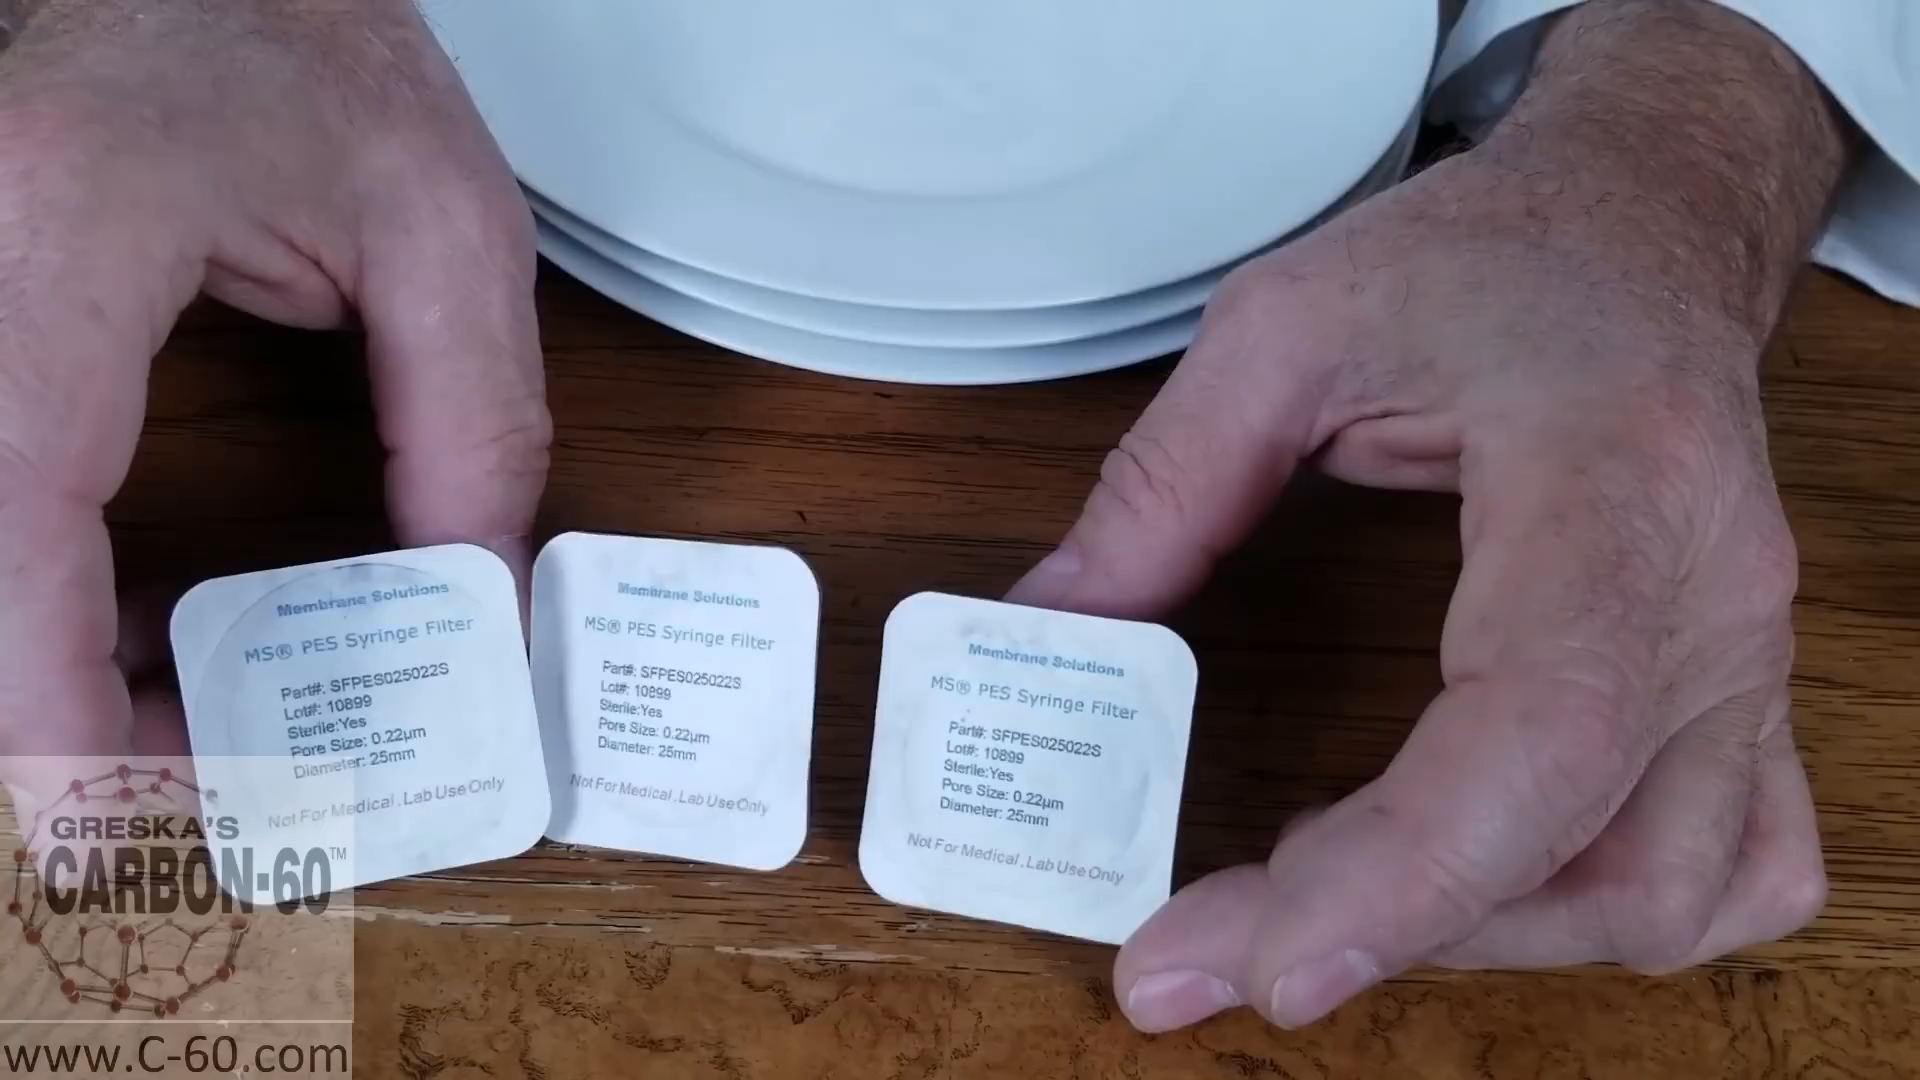 Membrane Solutions
MS® PES Syringe Filter
Part#: SFPES025022S
Lot#: 10899
Sterile:Yes
Pore Size: 0.22µm
Diameter: 25mm
Not For Medical , Lab Use Only
Membrane Solutions
MS® PES Syringe Filter
Part#: SFPES025022S
Lot#: 10899
Sterile:Yes
Pore Size: 0.22µm
Diameter: 25mm
Not For Medical , Lab Use Only
Membrane Solutions
MS® PES Syringe Filter
Part#: SFPES025022S
Lot#: 10899
Sterile:Yes
Pore Size: 0.22µm
Diameter: 25mm
Not For Medical , Lab Use Only
GRESKA'S
CARBON-60™
www.C-60.com